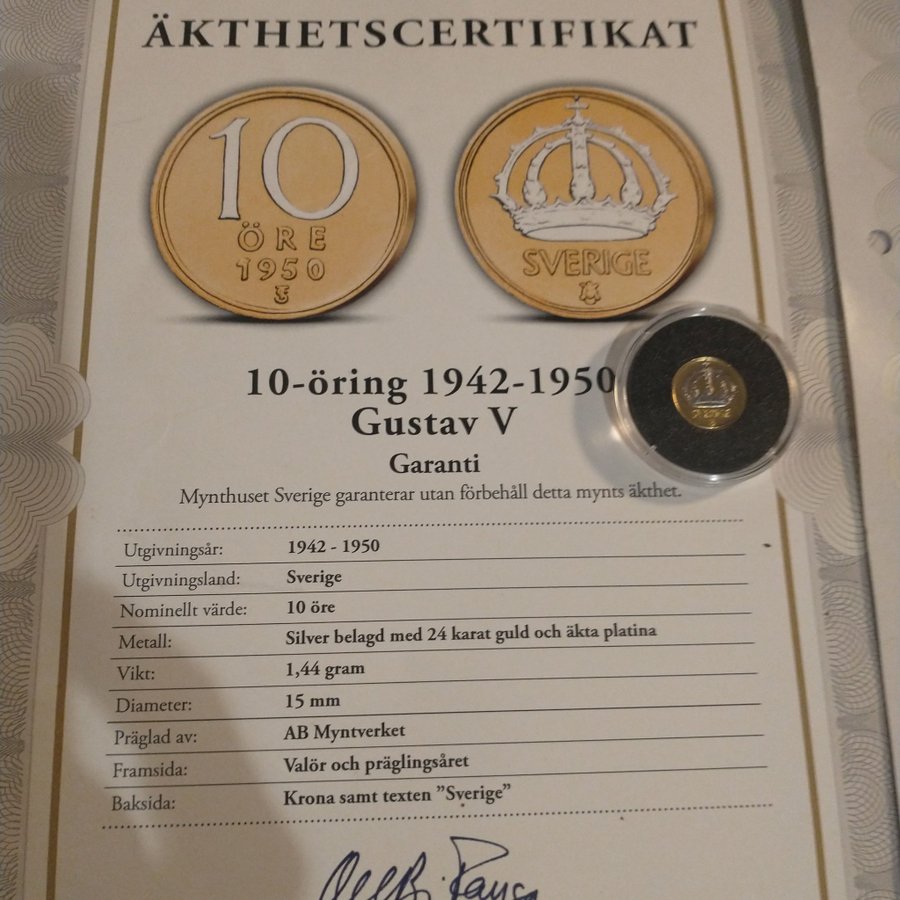 ÄKTHETSCERTIFIKAT
10
ÖRE
1950
SVERIGE
10-öring 1942-1950
Gustav V
Garanti
Mynthuset Sverige garanterar utan förbehåll detta mynts äkthet.
Utgivningsår: 1942 - 1950
Utgivningsland: Sverige
Nominellt värde: 10 öre
Metall: Silver belagd med 24 karat guld och äkta platina
Vikt: 1,44 gram
Diameter: 15 mm
Präglad av: AB Myntverket
Framsida: Valör och präglingsåret
Baksida: Krona samt texten ”Sverige”